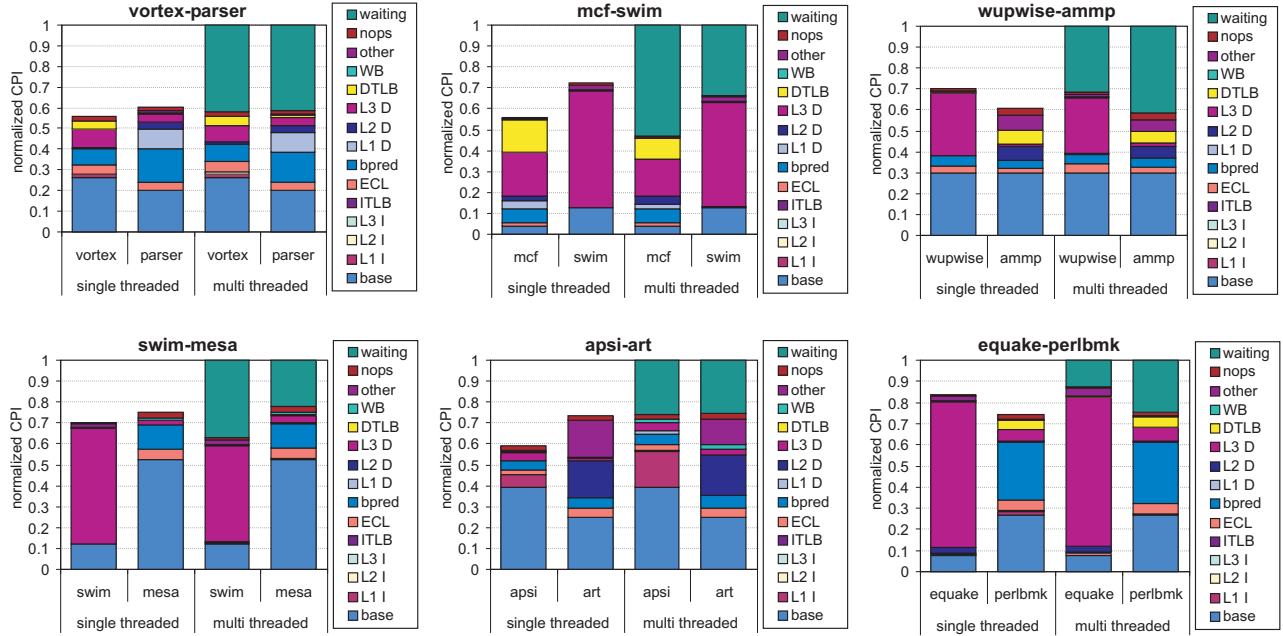 vortex-parser
normalized CPI
1
0.9
0.8
0.7
0.6
0.5
0.4
0.3
0.2
0.1
0
vortex parser vortex parser
single threaded multi threaded
waiting
nops
other
WB
DTLB
L3 D
L2 D
L1 D
bpred
ECL
ITLB
L3 I
L2 I
L1 I
base
mcf-swim
normalized CPI
1
0.9
0.8
0.7
0.6
0.5
0.4
0.3
0.2
0.1
0
mcf swim mcf swim
single threaded multi threaded
waiting
nops
other
WB
DTLB
L3 D
L2 D
L1 D
bpred
ECL
ITLB
L3 I
L2 I
L1 I
base
wupwise-ammp
normalized CPI
1
0.9
0.8
0.7
0.6
0.5
0.4
0.3
0.2
0.1
0
wupwise ammp wupwise ammp
single threaded multi threaded
waiting
nops
other
WB
DTLB
L3 D
L2 D
L1 D
bpred
ECL
ITLB
L3 I
L2 I
L1 I
base
swim-mesa
normalized CPI
1
0.9
0.8
0.7
0.6
0.5
0.4
0.3
0.2
0.1
0
swim mesa swim mesa
single threaded multi threaded
waiting
nops
other
WB
DTLB
L3 D
L2 D
L1 D
bpred
ECL
ITLB
L3 I
L2 I
L1 I
base
apsi-art
normalized CPI
1
0.9
0.8
0.7
0.6
0.5
0.4
0.3
0.2
0.1
0
apsi art apsi art
single threaded multi threaded
waiting
nops
other
WB
DTLB
L3 D
L2 D
L1 D
bpred
ECL
ITLB
L3 I
L2 I
L1 I
base
equake-perlbmk
normalized CPI
1
0.9
0.8
0.7
0.6
0.5
0.4
0.3
0.2
0.1
0
equake perlbmk equake perlbmk
single threaded multi threaded
waiting
nops
other
WB
DTLB
L3 D
L2 D
L1 D
bpred
ECL
ITLB
L3 I
L2 I
L1 I
base